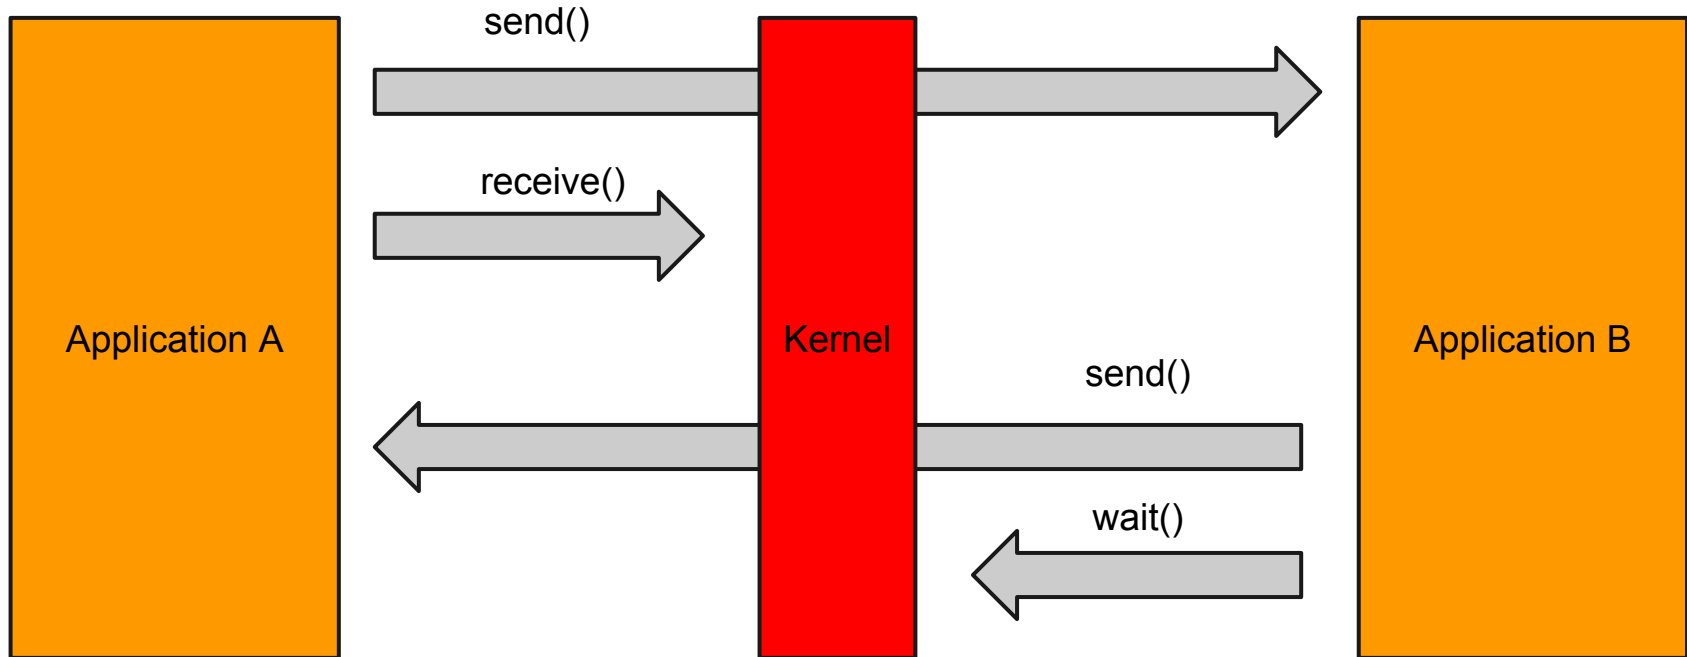 send()
receive()
Application A
Kernel
Application B
send()
wait()